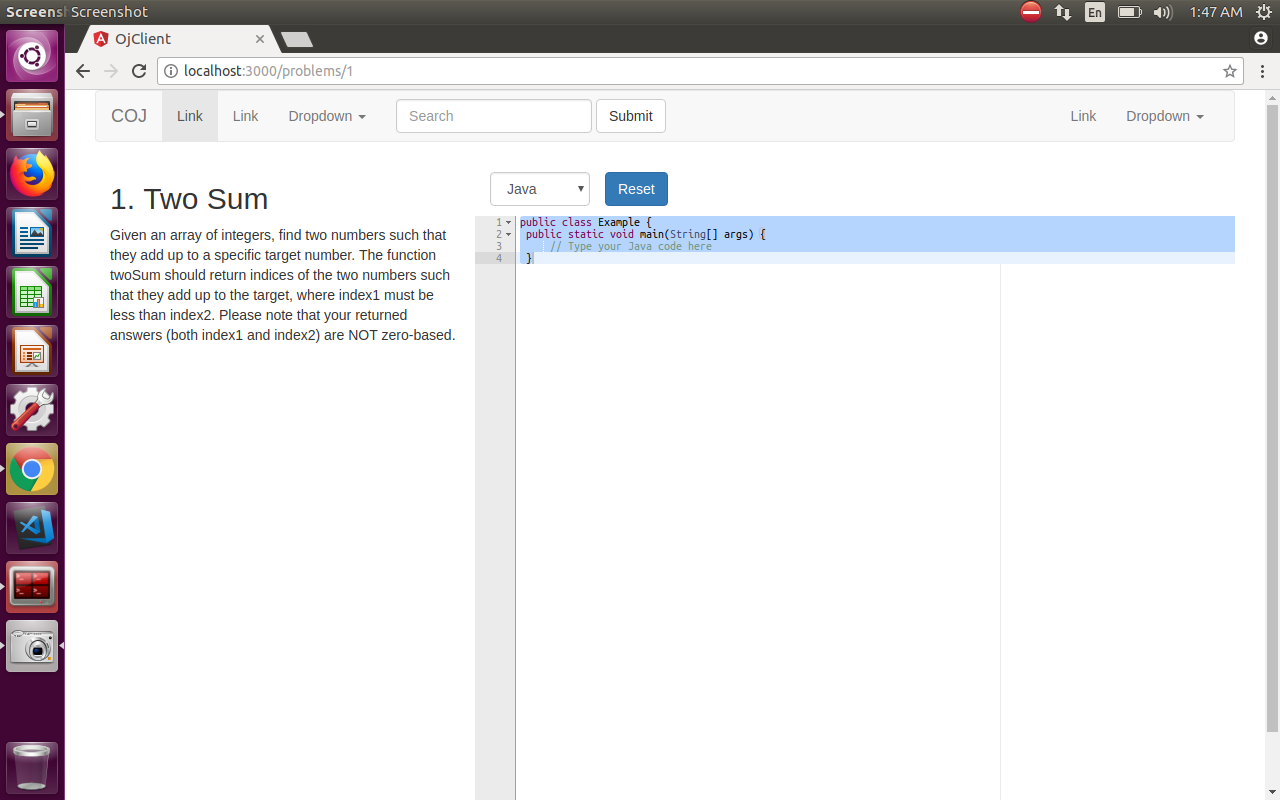 Screens Screenshot
En 1:47 AM
OjClient
localhost:3000/problems/1
COJ Link Link Dropdown Search Submit Link Dropdown
1. Two Sum
Given an array of integers, find two numbers such that
they add up to a specific target number. The function
twoSum should return indices of the two numbers such
that they add up to the target, where index1 must be
less than index2. Please note that your returned
answers (both index1 and index2) are NOT zero-based.
Java Reset
1 public class Example {
2 public static void main(String[] args) {
3 // Type your Java code here
4 }